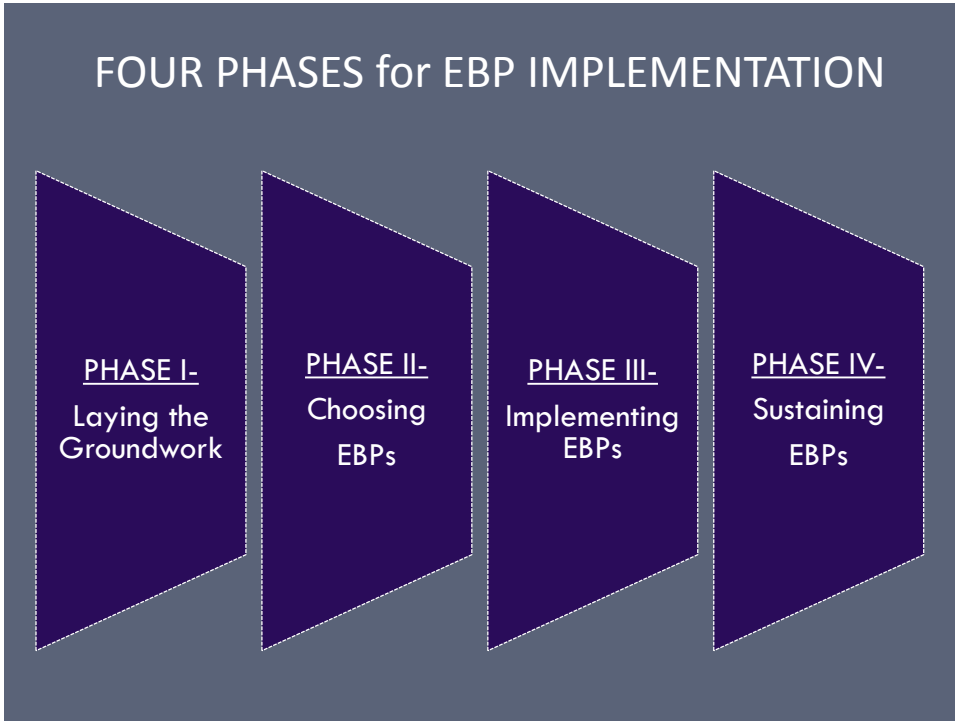 FOUR PHASES for EBP IMPLEMENTATION
PHASE I-
Laying the
Groundwork
PHASE II-
Choosing
EBPs
PHASE III-
Implementing
EBPs
PHASE IV-
Sustaining
EBPs